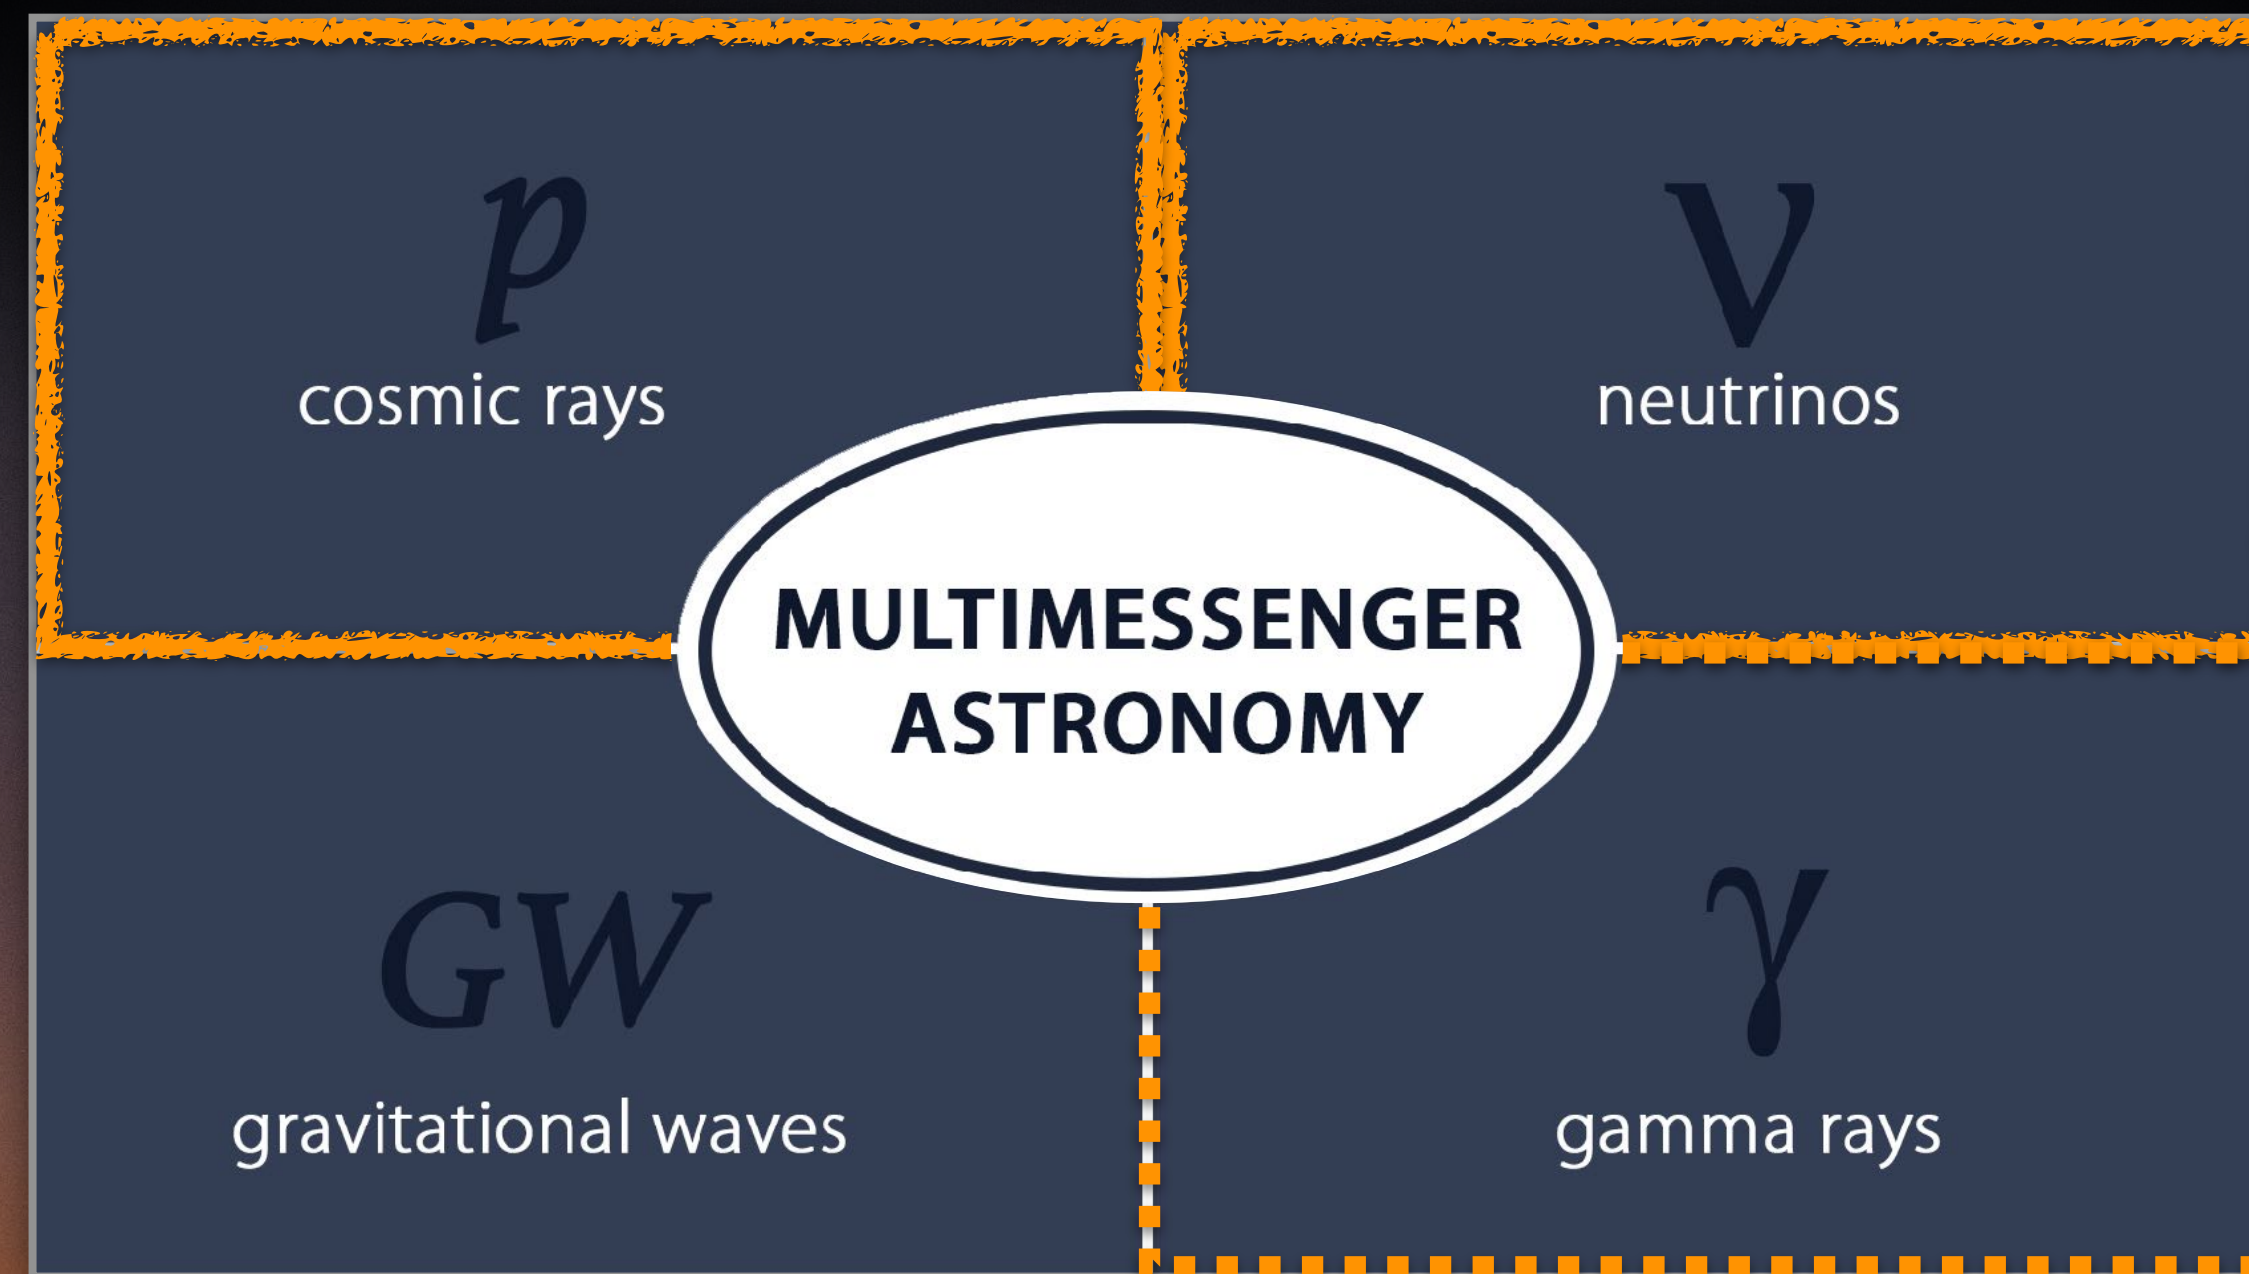 p
cosmic rays
ν
neutrinos
MULTIMESSENGER
ASTRONOMY
GW
gravitational waves
γ
gamma rays